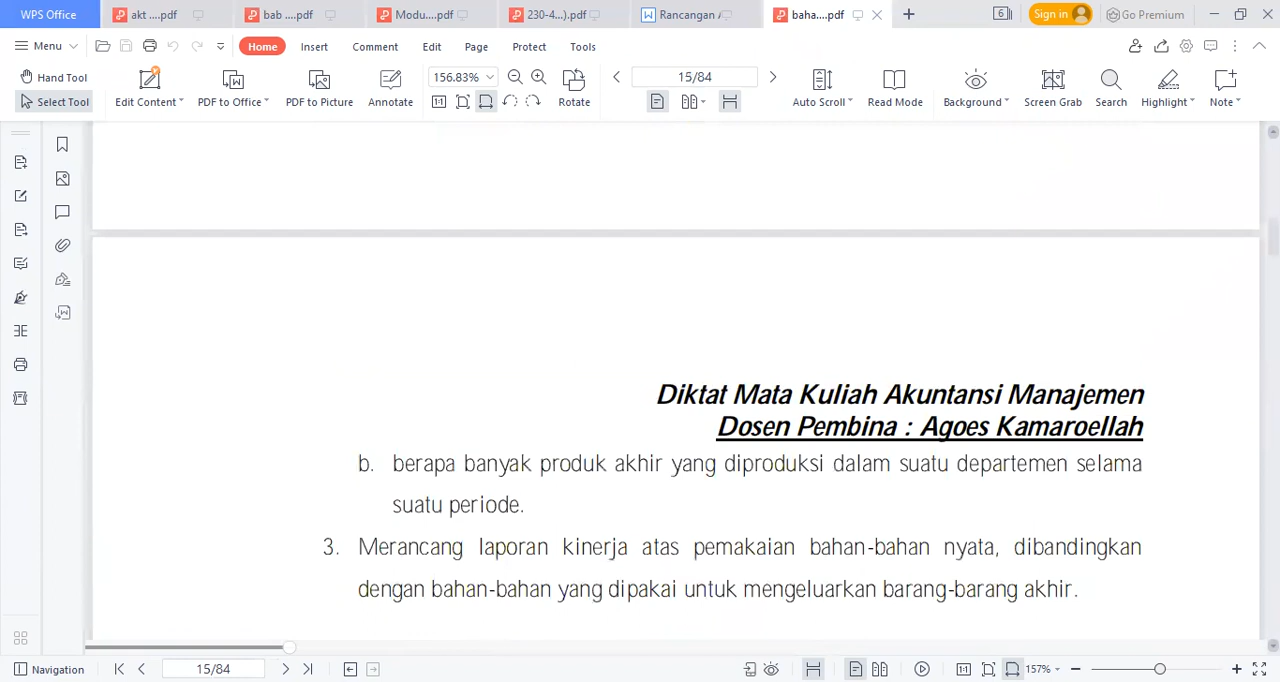 WPS Office
akt ....pdf
bab ....pdf
Modu....pdf
230-4...).pdf
Rancangan
baha....pdf
6
Sign in
Go Premium
Menu
Home
Insert
Comment
Edit
Page
Protect
Tools
Hand Tool
Select Tool
Edit Content
PDF to Office
PDF to Picture
Annotate
156.83%
1:1
Rotate
15/84
Auto Scroll
Read Mode
Background
Screen Grab
Search
Highlight
Note
Diktat Mata Kuliah Akuntansi Manajemen
Dosen Pembina : Agoes Kamaroellah
b. berapa banyak produk akhir yang diproduksi dalam suatu departemen selama
suatu periode.
3. Merancang laporan kinerja atas pemakaian bahan-bahan nyata, dibandingkan
dengan bahan-bahan yang dipakai untuk mengeluarkan barang-barang akhir.
Navigation
15/84
1:1
157%